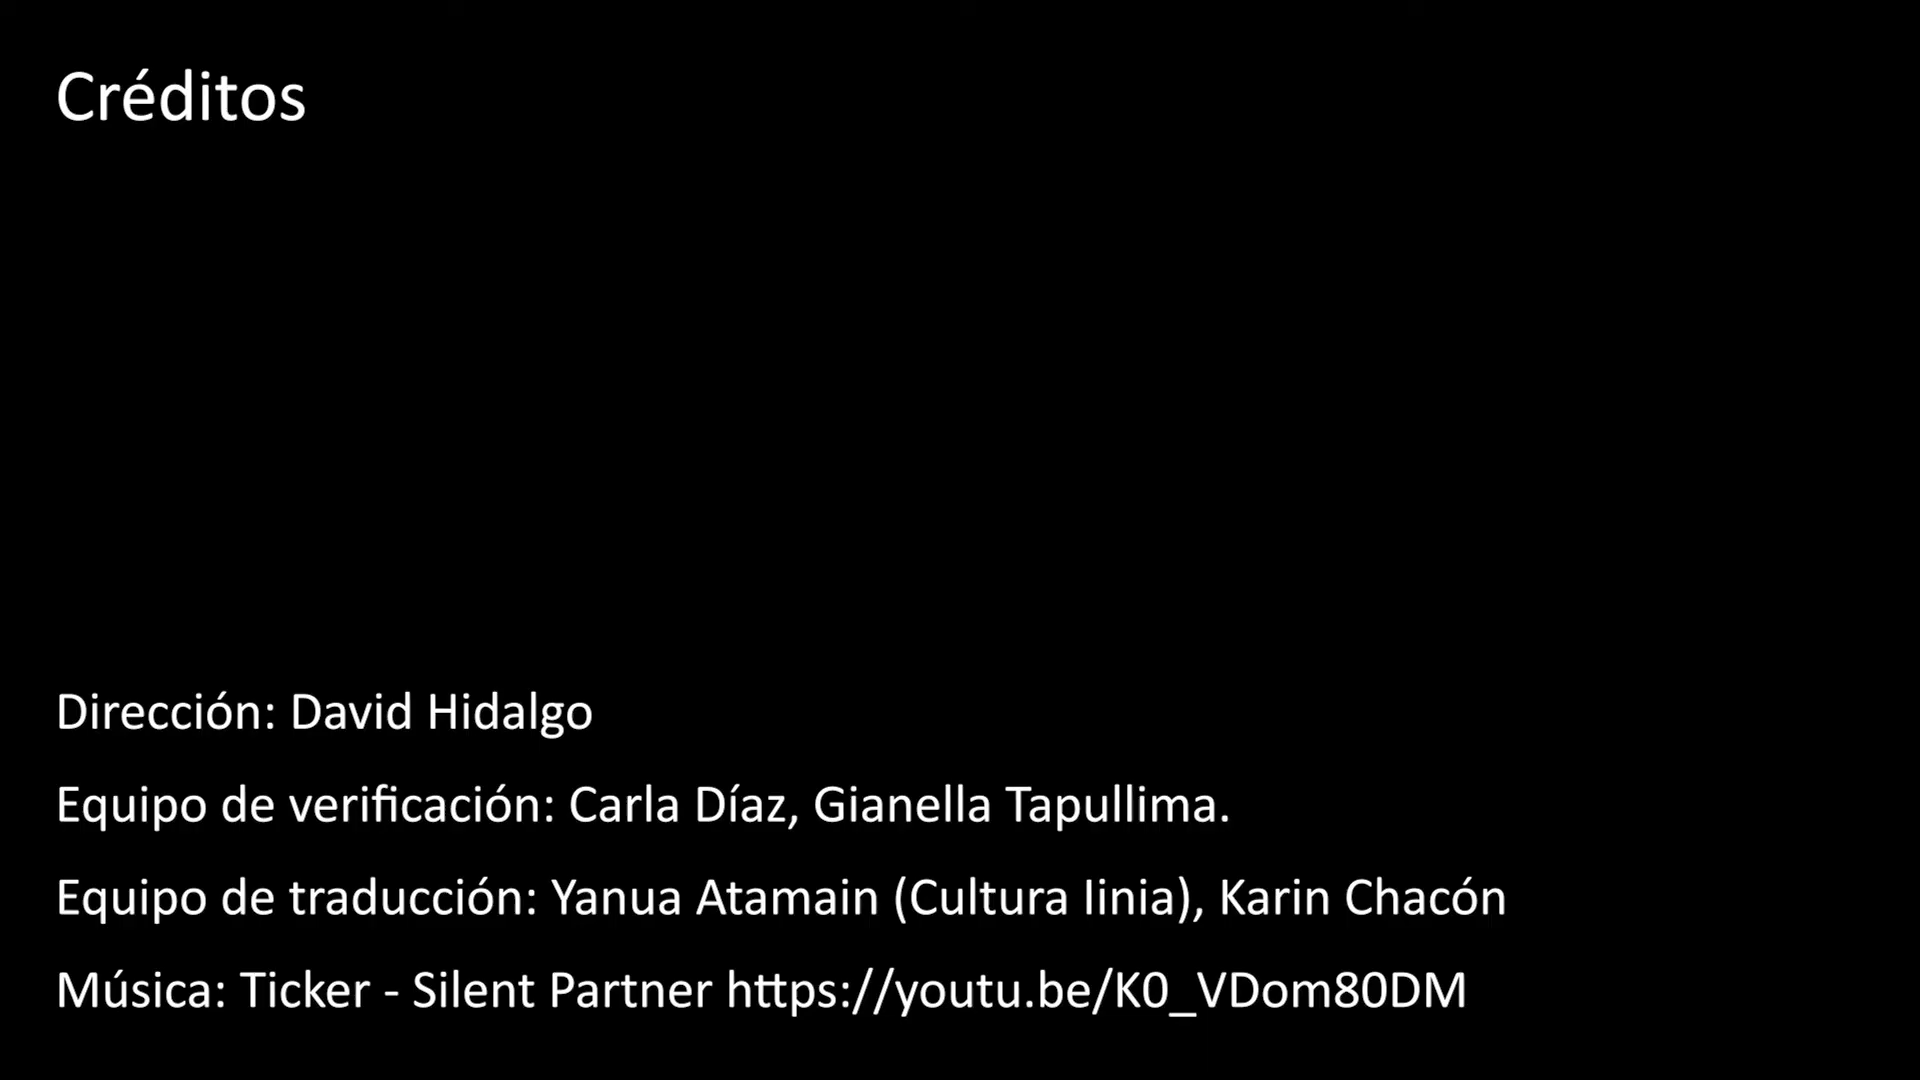 Créditos
Dirección: David Hidalgo
Equipo de verificación: Carla Díaz, Gianella Tapullima.
Equipo de traducción: Yanua Atamain (Cultura Iinia), Karin Chacón
Música: Ticker - Silent Partner https://youtu.be/K0_VDom80DM